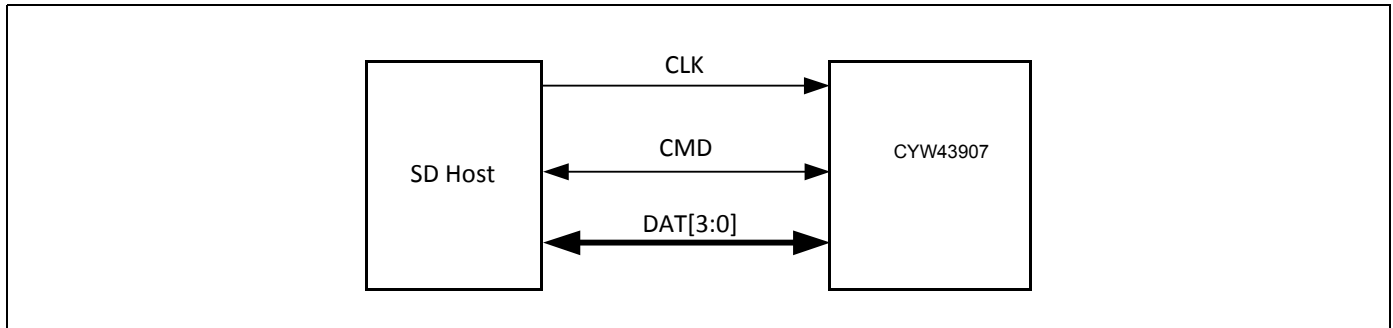 CLK
CMD
SD Host
CYW43907
DAT[3:0]